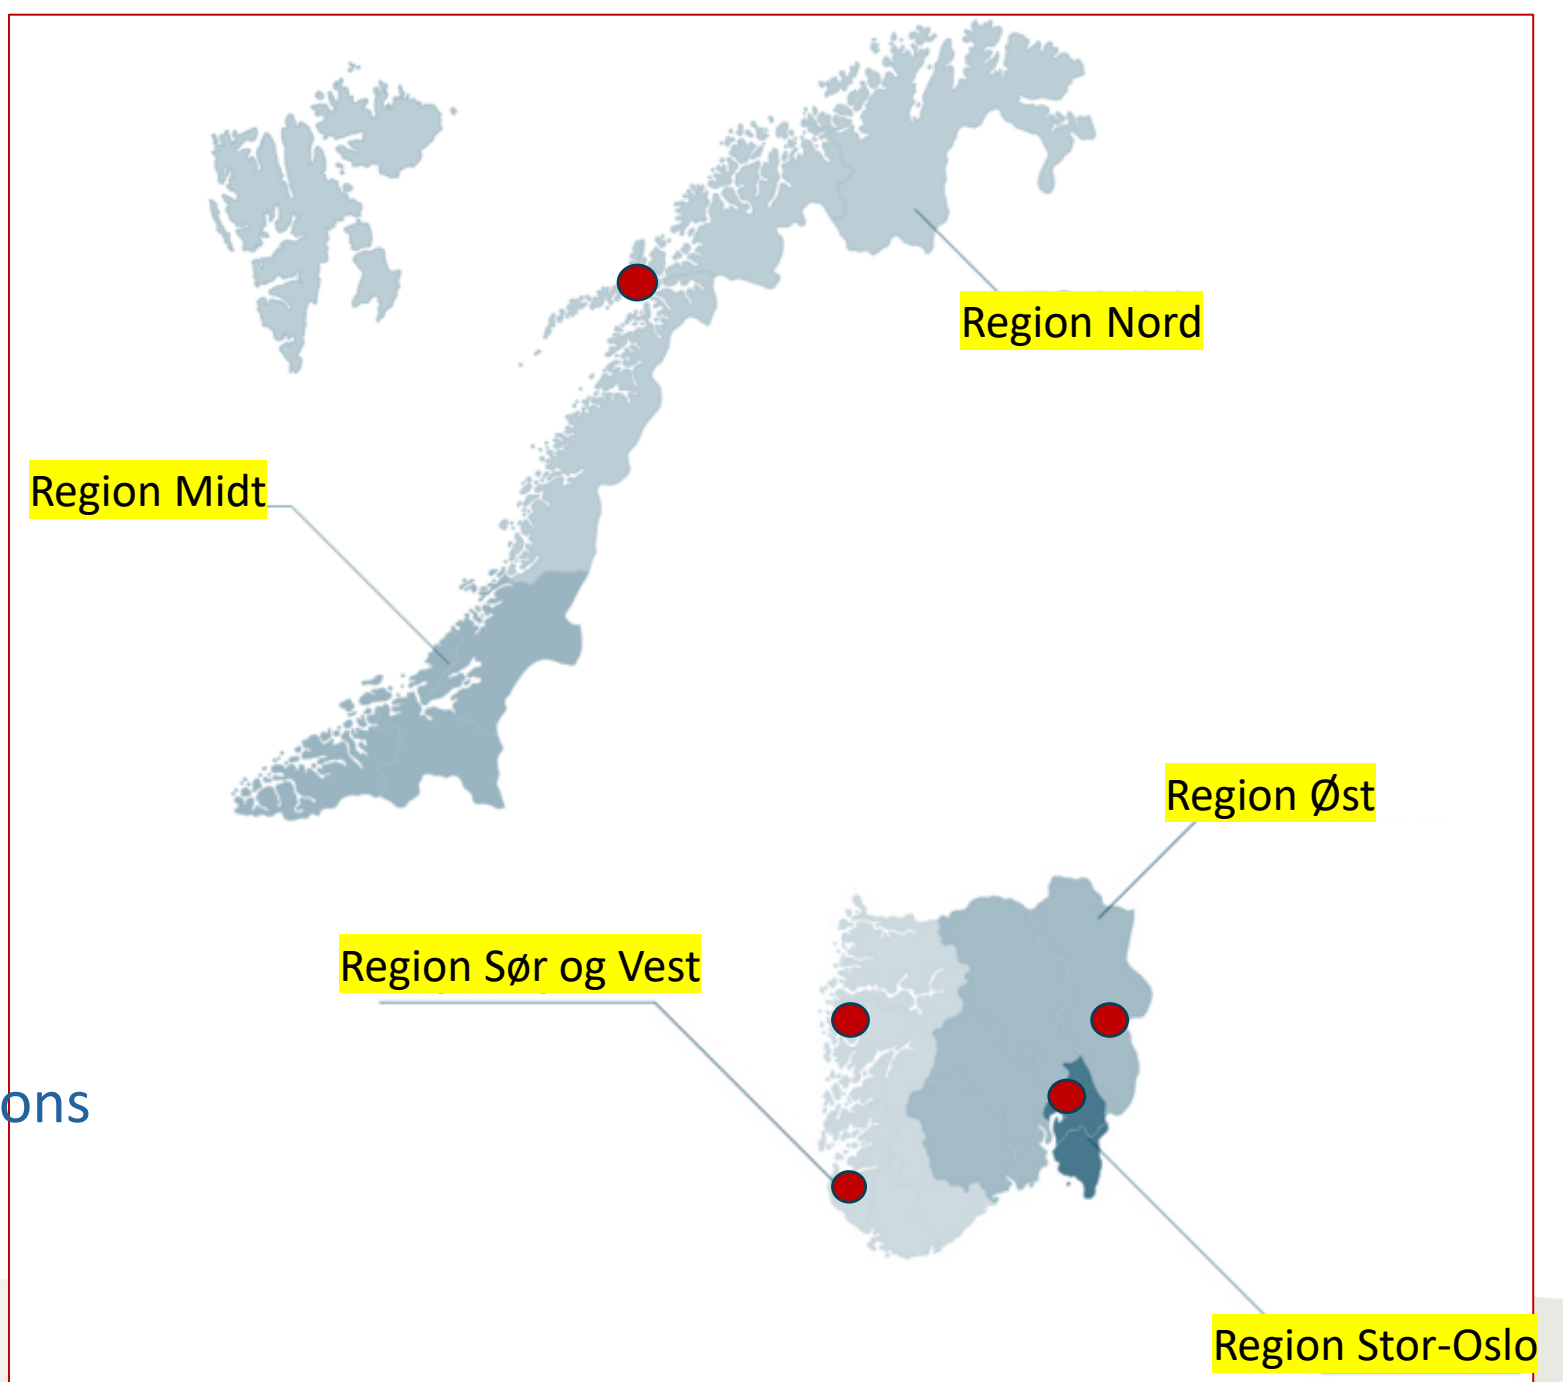 Region Nord
Region Midt
Region Øst
Region Sør og Vest
ons
Region Stor-Oslo